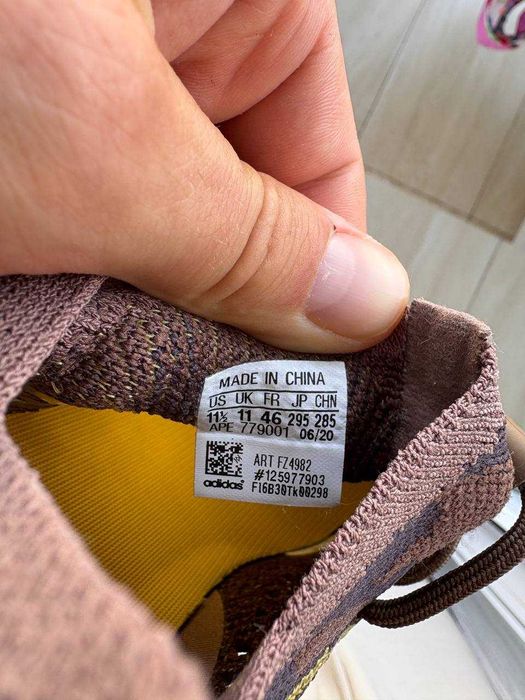 MADE IN CHINA
US UK FR JP CHN
11½ 11 46 295 285
APE 779001 06/20
ART FZ4982
#125977903
adidas F16B30Tk00298